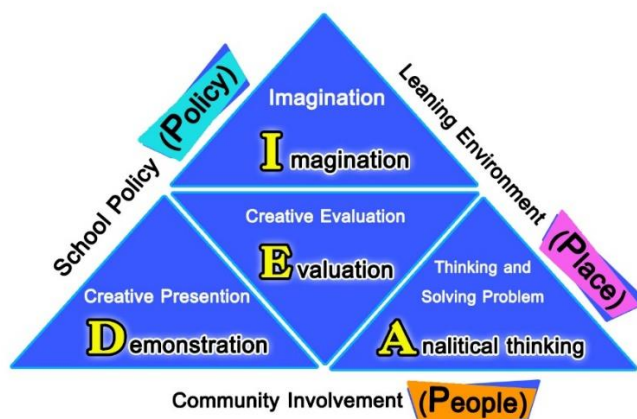 Imagination
Imagination
Creative Evaluation
Evaluation
Creative Presention
Demonstration
Thinking and
Solving Problem
Analitical thinking
School Policy (Policy)
Leaning Environment (Place)
Community Involvement (People)